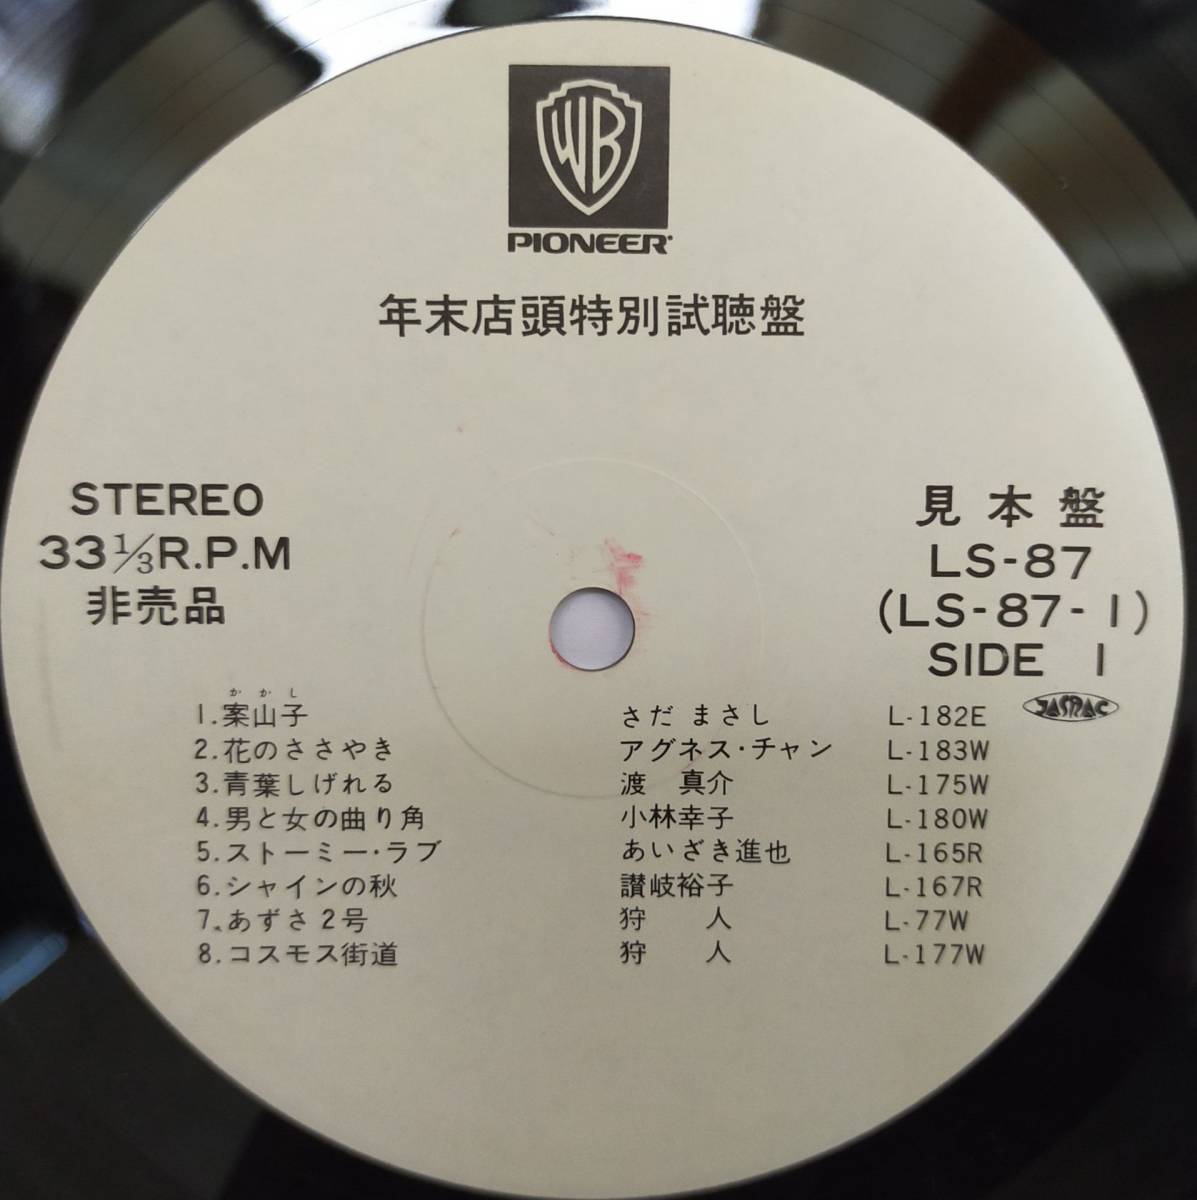 WB
PIONEER
年末店頭特別試聴盤
STEREO
33⅓R.P.M
非売品
見本盤
LS-87
(LS-87-1)
SIDE 1
JASRAC
かかし
1.案山子 さだまさし L-182E
2.花のささやき アグネス・チャン L-183W
3.青葉しげれる 渡 真介 L-175W
4.男と女の曲り角 小林幸子 L-180W
5.ストーミー・ラブ あいざき進也 L-165R
6.シャインの秋 讃岐裕子 L-167R
7.あずさ2号 狩 人 L-77W
8.コスモス街道 狩 人 L-177W